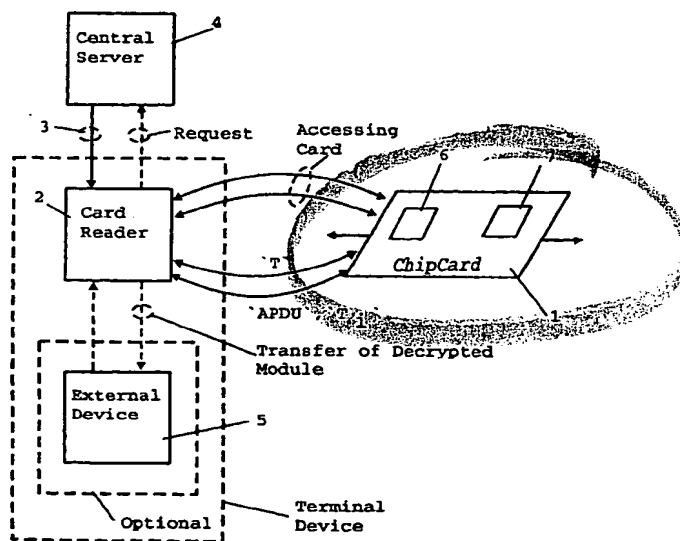 4
Central
Server
3
Request
Accessing
Card
6
7
2
Card
Reader
ChipCard
'T'
'APDU'
T
1
1
Transfer of Decrypted
Module
External
Device
5
Optional
Terminal
Device